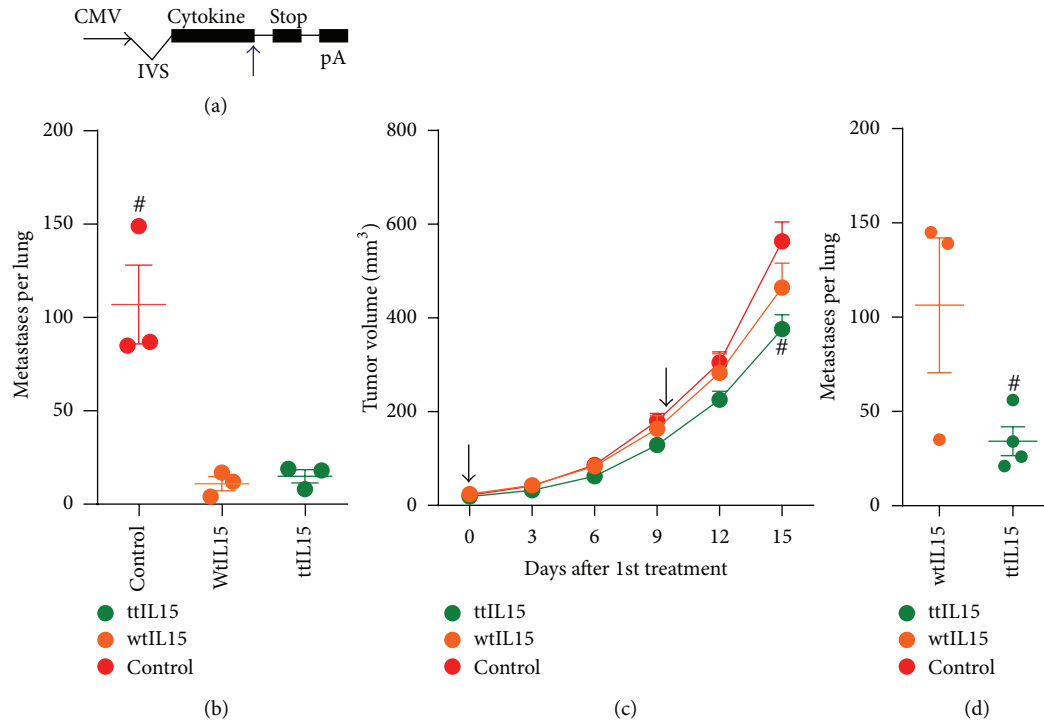 CMV Cytokine Stop
IVS pA
(a)
200
150
100
50
0
Metastases per lung
#
Control
WtIL15
ttIL15
ttIL15
wtIL15
Control
(b)
800
600
400
200
0
Tumor volume (mm³)
#
0 3 6 9 12 15
Days after 1st treatment
ttIL15
wtIL15
Control
(c)
200
150
100
50
0
Metastases per lung
#
wtIL15
ttIL15
ttIL15
wtIL15
Control
(d)